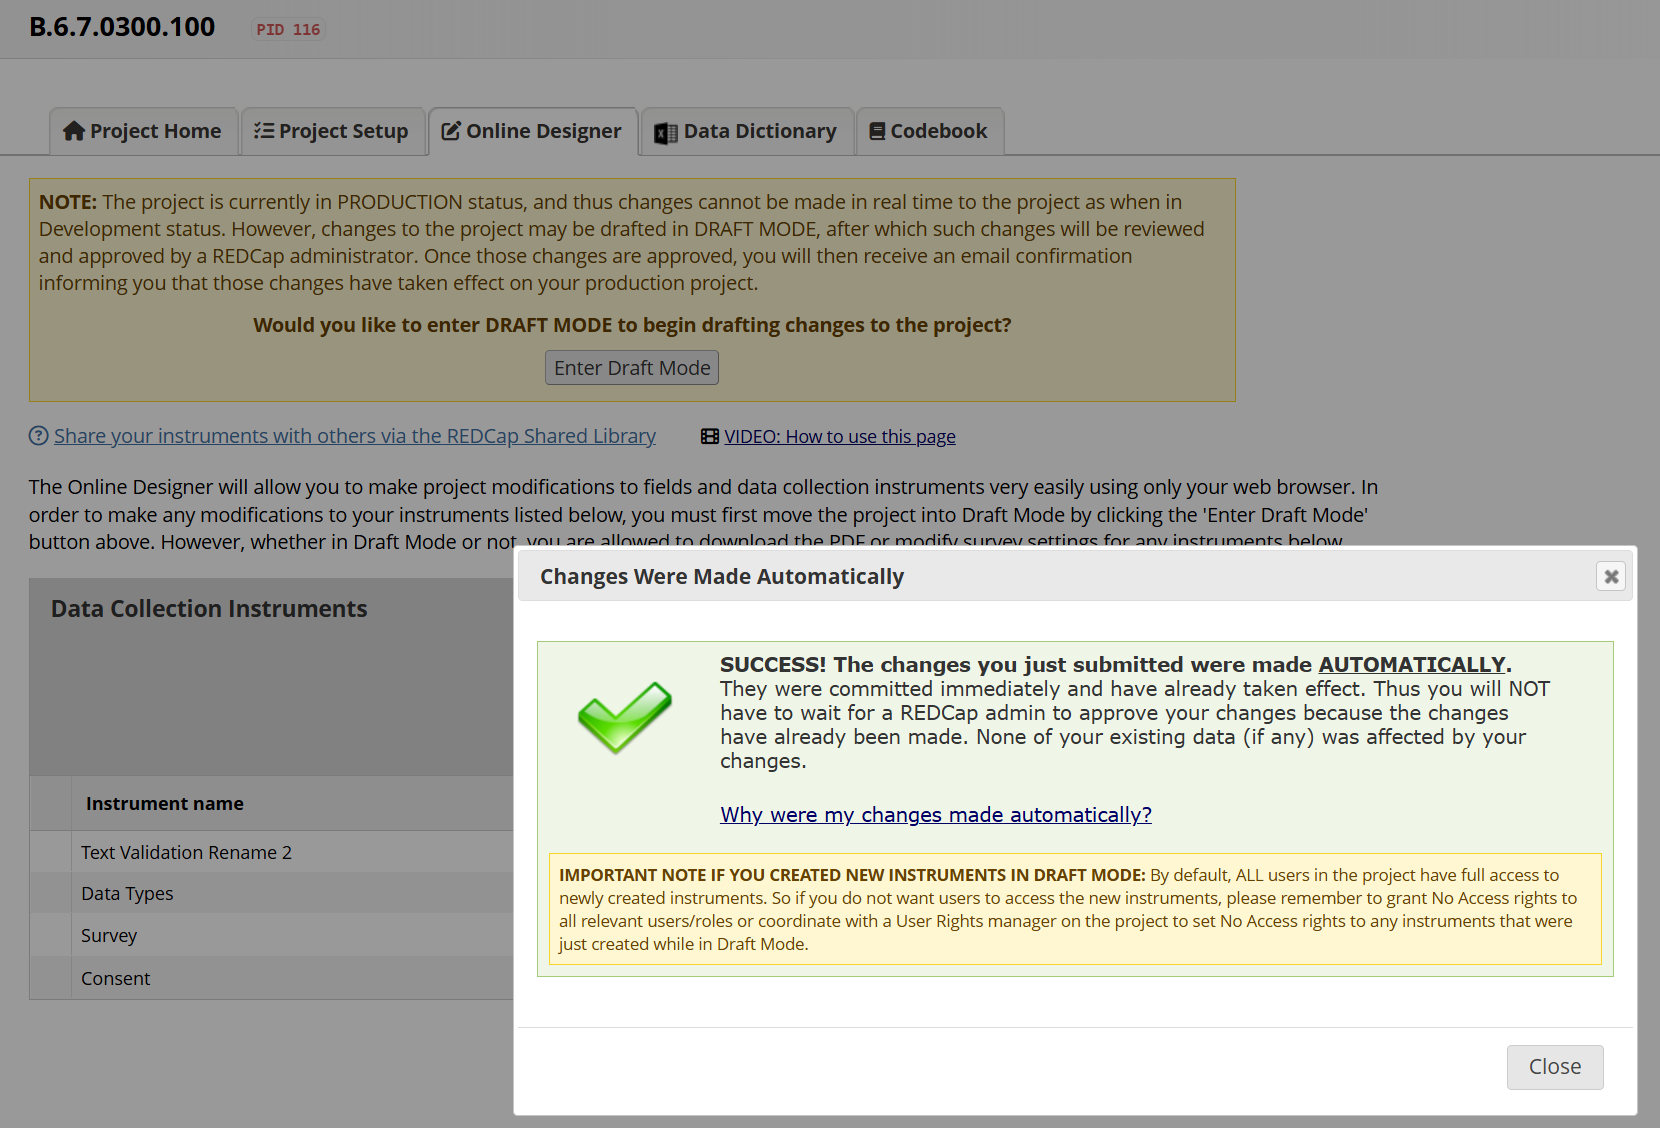 B.6.7.0300.100 PID 116
Project Home Project Setup Online Designer Data Dictionary Codebook
NOTE: The project is currently in PRODUCTION status, and thus changes cannot be made in real time to the project as when in
Development status. However, changes to the project may be drafted in DRAFT MODE, after which such changes will be reviewed
and approved by a REDCap administrator. Once those changes are approved, you will then receive an email confirmation
informing you that those changes have taken effect on your production project.
Would you like to enter DRAFT MODE to begin drafting changes to the project?
Enter Draft Mode
Share your instruments with others via the REDCap Shared Library VIDEO: How to use this page
The Online Designer will allow you to make project modifications to fields and data collection instruments very easily using only your web browser. In
order to make any modifications to your instruments listed below, you must first move the project into Draft Mode by clicking the 'Enter Draft Mode'
button above. However, whether in Draft Mode or not, you are allowed to download the PDF or modify survey settings for any instruments below.
Data Collection Instruments
Instrument name
Text Validation Rename 2
Data Types
Survey
Consent
Changes Were Made Automatically
SUCCESS! The changes you just submitted were made AUTOMATICALLY.
They were committed immediately and have already taken effect. Thus you will NOT
have to wait for a REDCap admin to approve your changes because the changes
have already been made. None of your existing data (if any) was affected by your
changes.
Why were my changes made automatically?
IMPORTANT NOTE IF YOU CREATED NEW INSTRUMENTS IN DRAFT MODE: By default, ALL users in the project have full access to
newly created instruments. So if you do not want users to access the new instruments, please remember to grant No Access rights to
all relevant users/roles or coordinate with a User Rights manager on the project to set No Access rights to any instruments that were
just created while in Draft Mode.
Close